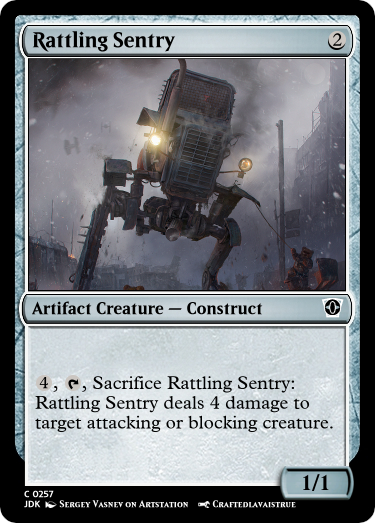 Rattling Sentry 2
Artifact Creature — Construct
4, , Sacrifice Rattling Sentry:
Rattling Sentry deals 4 damage to
target attacking or blocking creature.
1/1
C 0257
JDK Sergey Vasnev on Artstation Craftedlavaistrue